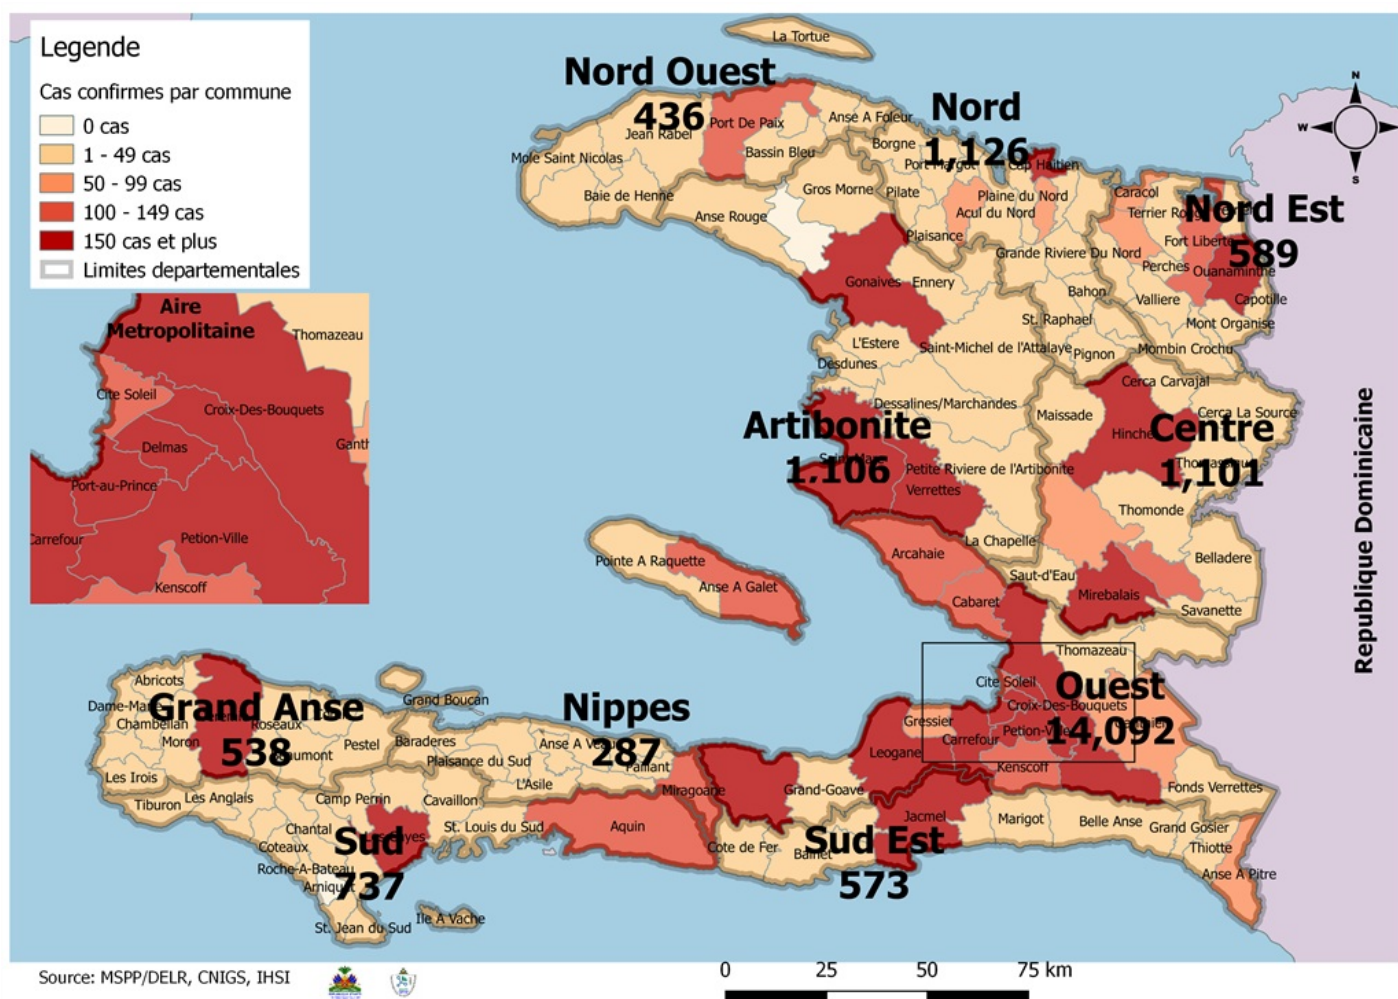 Legende
Cas confirmes par commune
0 cas
1 - 49 cas
50 - 99 cas
100 - 149 cas
150 cas et plus
Limites departementales
Aire
Metropolitaine
Thomazeau
Cite Soleil
Croix-Des-Bouquets
Ganth
Delmas
Port-au-Prince
Carrefour
Petion-Ville
Kenscoff
La Tortue
Nord Ouest
436
Port De Paix
Jean Rabel
Anse A Foleur
Mole Saint Nicolas
Bassin Bleu
Baie de Henne
Nord
1,126
Borgne
Port Margot
Cap Haitien
Gros Morne
Pilate
Plaine du Nord
Acul du Nord
Anse Rouge
Plaisance
Caracol
Nord Est
589
Fort Liberte
Grande Riviere Du Nord
Perches
Ouanaminthe
Gonaives
Ennery
Bahon
Valliere
Capotille
St. Raphael
Mont Organise
L'Estere
Saint-Michel de l'Attalaye
Pignon
Mombin Crochu
Desdunes
Cerca Carvajal
Dessalines/Marchandes
Maissade
Cerca La Source
Artibonite
1,106
Hinche
Centre
1,101
Petite Riviere de l'Artibonite
Verrettes
Thomonde
La Chapelle
Arcahaie
Belladere
Pointe A Raquette
Anse A Galet
Saut-d'Eau
Cabaret
Mirebalais
Savanette
Thomazeau
Cite Soleil
Ouest
14,092
Croix-Des-Bouquets
Gressier
Petion-Ville
Carrefour
Leogane
Kenscoff
Fonds Verrettes
Abricots
Grand Anse
538
Chambellan
Roseaux
Moron
Pestel
Les Irois
Grand Boucan
Nippes
287
Baraderes
Plaisance du Sud
L'Asile
Miragoane
Grand-Goave
Tiburon
Les Anglais
Camp Perrin
Cavaillon
Chantal
Sud
737
St. Louis du Sud
Aquin
Coteaux
Roche-A-Bateau
St. Jean du Sud
Ile A Vache
Cote de Fer
Sud Est
573
Jacmel
Marigot
Belle Anse
Grand Gosier
Thiotte
Anse A Pitre
Republique Dominicaine
N
W
S
Source: MSPP/DELR, CNIGS, IHSI
0 25 50 75 km